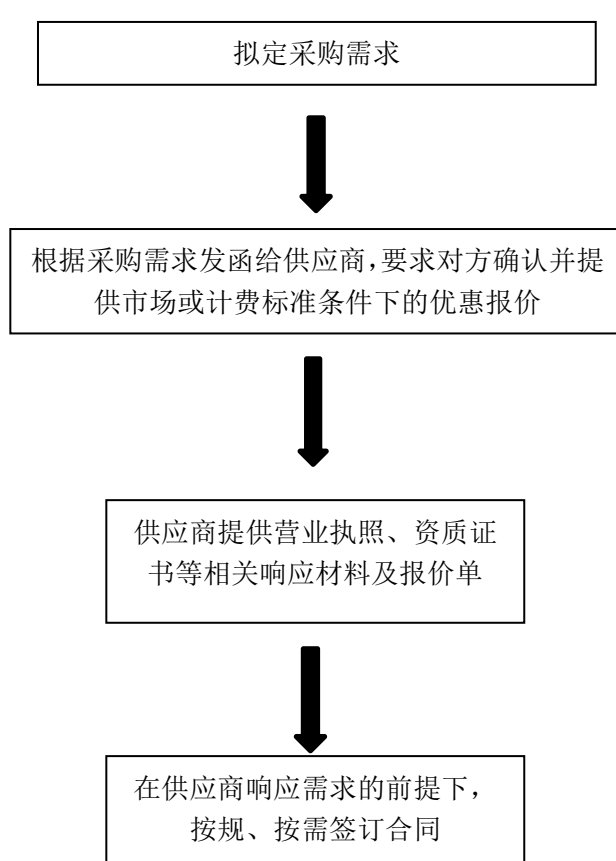 拟定采购需求
根据采购需求发函给供应商，要求对方确认并提
供市场或计费标准条件下的优惠报价
供应商提供营业执照、资质证
书等相关响应材料及报价单
在供应商响应需求的前提下，
按规、按需签订合同